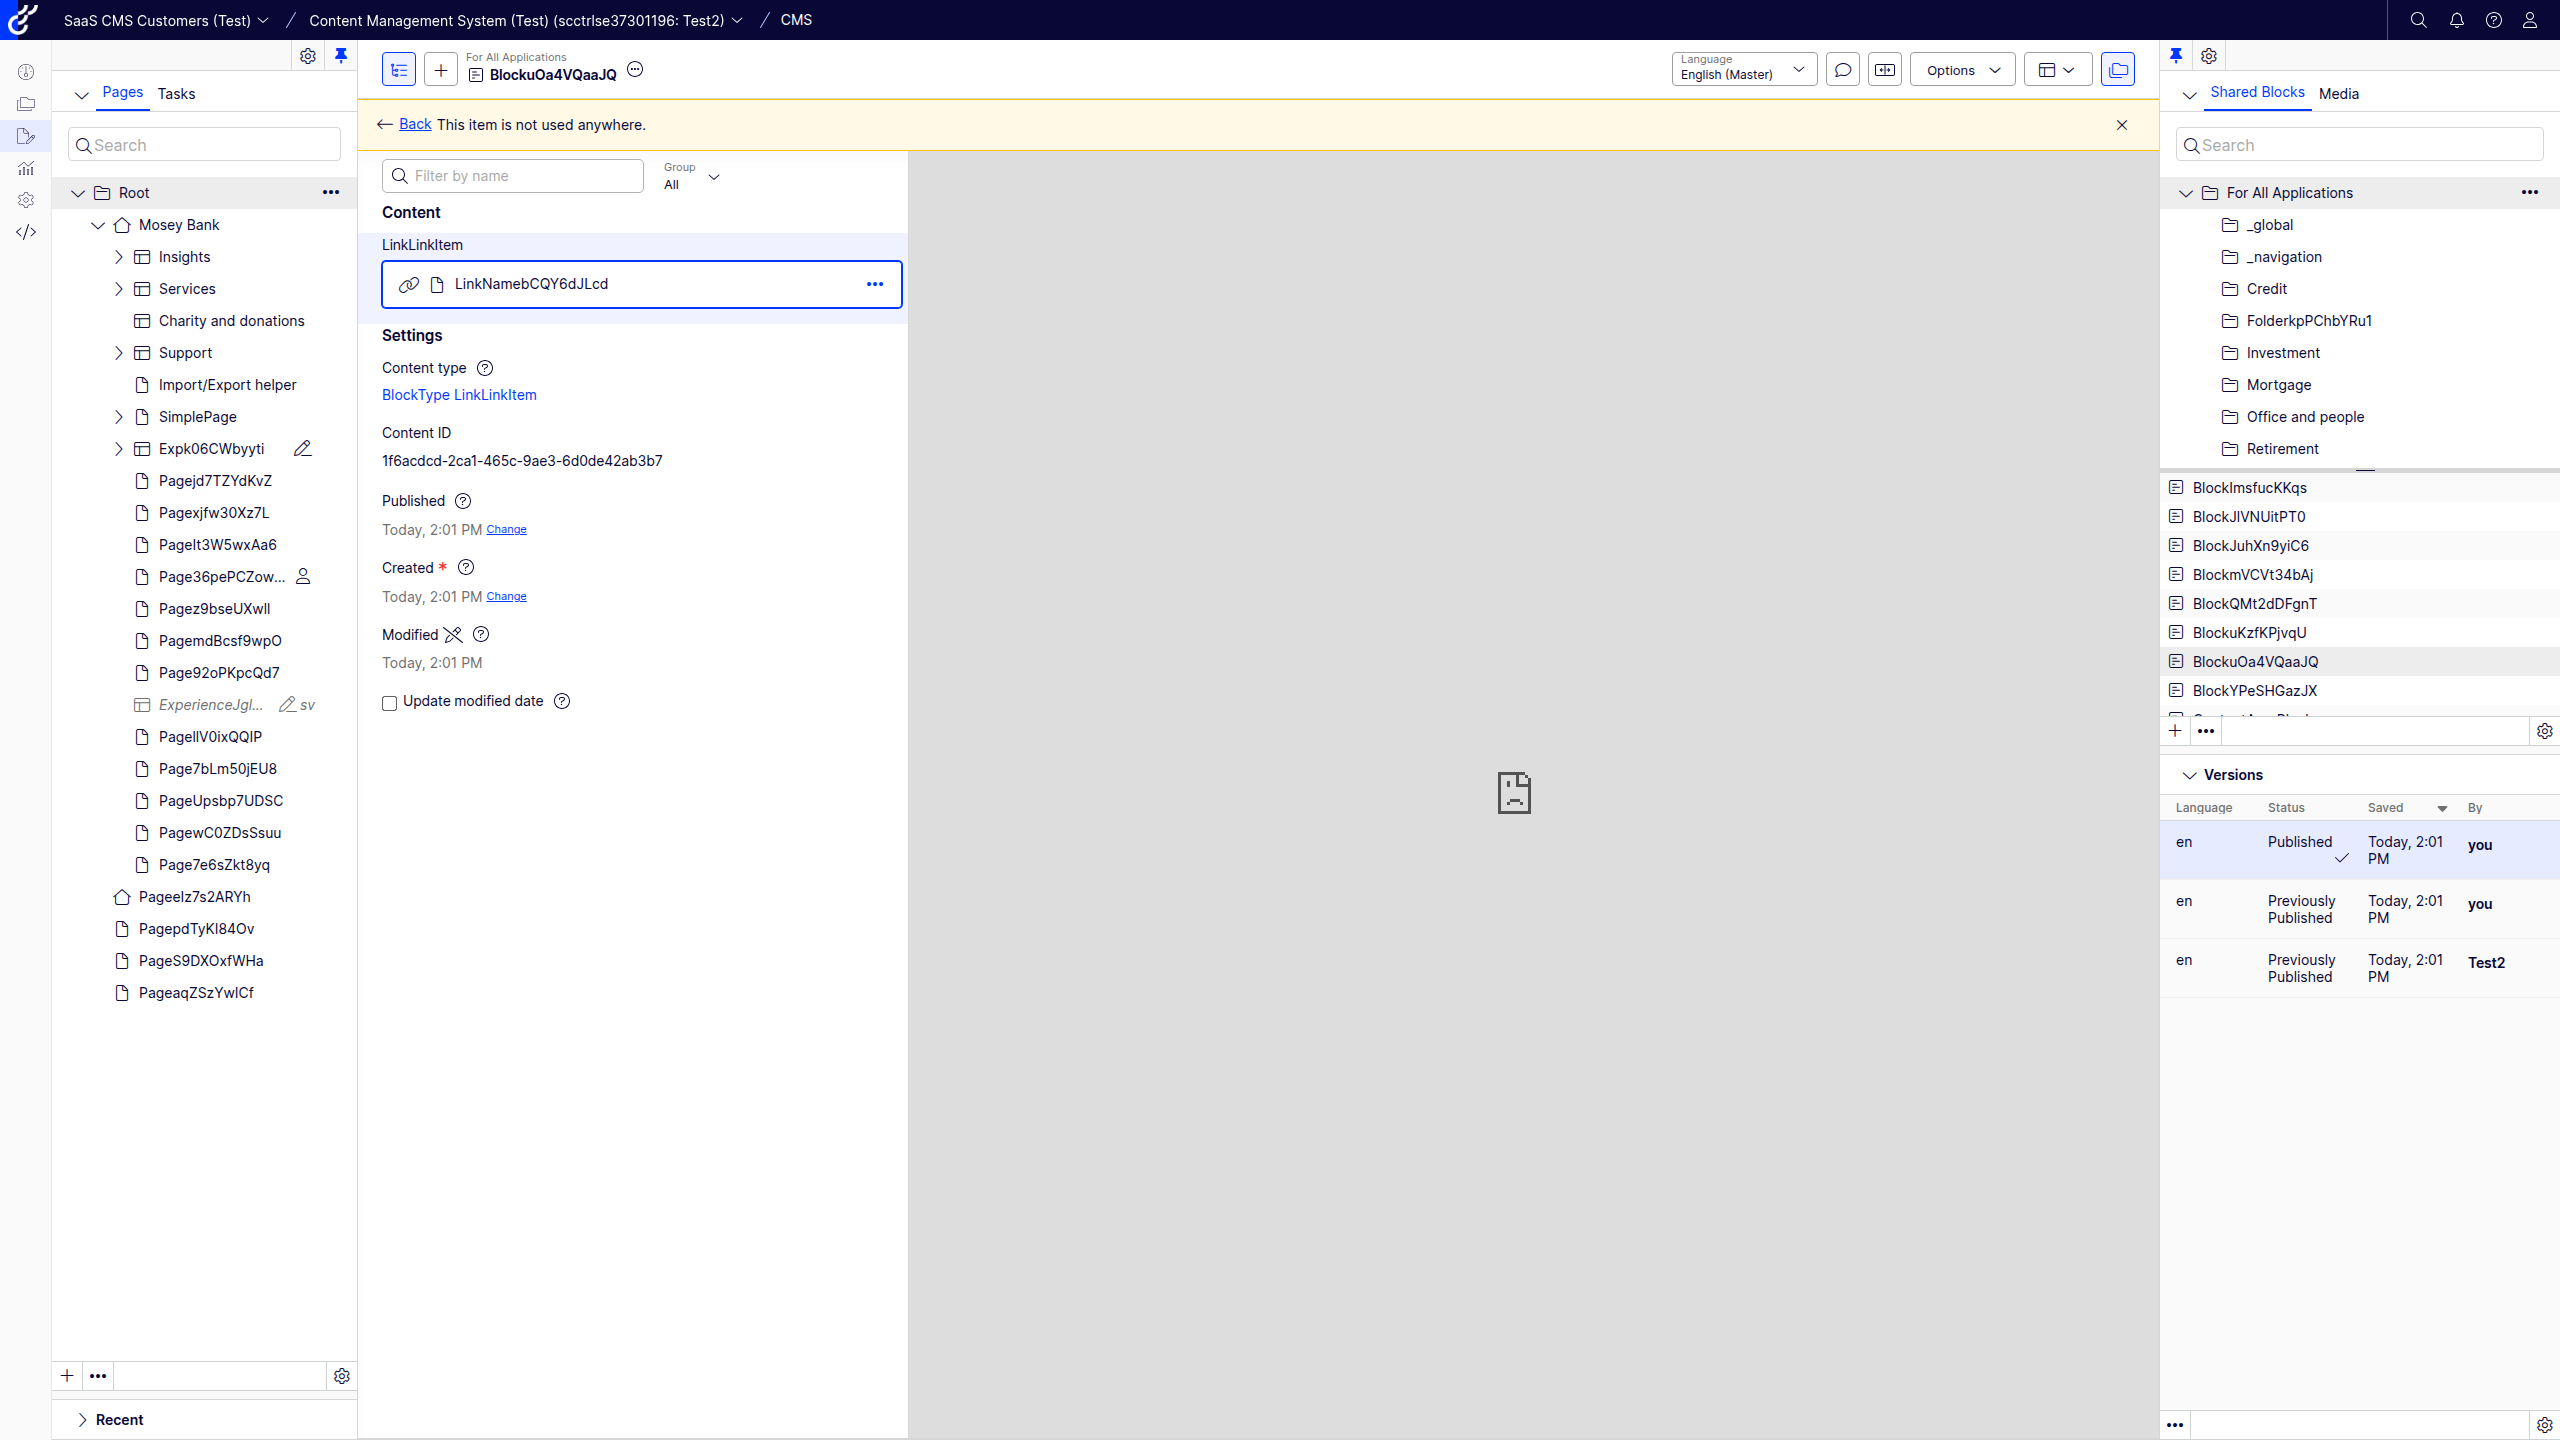 SaaS CMS Customers (Test) / Content Management System (Test) (scctrlse37301196: Test2) / CMS
Pages Tasks
Search
Root
Mosey Bank
Insights
Services
Charity and donations
Support
Import/Export helper
SimplePage
Expk06CWbyyti
Pagejd7TZYdKvZ
Pagexjfw30Xz7L
PageIt3W5wxAa6
Page36pePCZow...
Pagez9bseUXwll
PagemdBcsf9wpO
Page92oPKpcQd7
ExperienceJgl... sv
PagellV0ixQQIP
Page7bLm50jEU8
PageUpsbp7UDSC
PagewC0ZDsSsuu
Page7e6sZkt8yq
Pageelz7s2ARYh
PagepdTyKl84Ov
PageS9DXOxfWHa
PageaqZSzYwlCf
Recent
For All Applications
BlockuOa4VQaaJQ
Language
English (Master)
Options
Back This item is not used anywhere.
Filter by name
Group
All
Content
LinkLinkItem
LinkNamebCQY6dJLcd
Settings
Content type
BlockType LinkLinkItem
Content ID
1f6acdcd-2ca1-465c-9ae3-6d0de42ab3b7
Published
Today, 2:01 PM Change
Created *
Today, 2:01 PM Change
Modified
Today, 2:01 PM
Update modified date
Shared Blocks Media
Search
For All Applications
_global
_navigation
Credit
FolderkpPChbYRu1
Investment
Mortgage
Office and people
Retirement
BlockImsfucKKqs
BlockJlVNUitPT0
BlockJuhXn9yiC6
BlockmVCVt34bAj
BlockQMt2dDFgnT
BlockuKzfKPjvqU
BlockuOa4VQaaJQ
BlockYPeSHGazJX
Versions
Language Status Saved By
en Published Today, 2:01 PM you
en Previously Published Today, 2:01 PM you
en Previously Published Today, 2:01 PM Test2